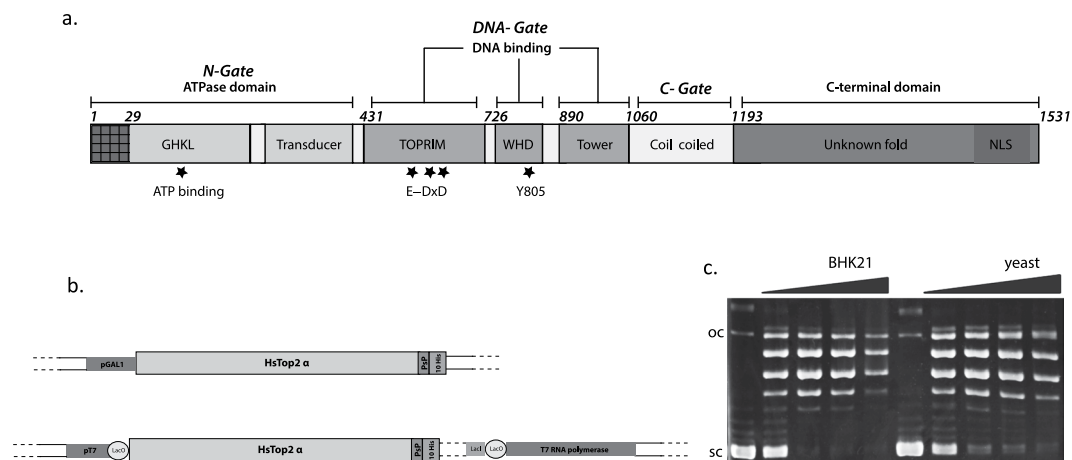 a.
DNA- Gate
DNA binding
N-Gate
ATPase domain
C- Gate
C-terminal domain
1 29 431 726 890 1060 1193 1531
GHKL Transducer TOPRIM WHD Tower Coil coiled Unknown fold NLS
ATP binding E–DxD Y805
b.
pGAL1 HsTop2 α PsP 10 His
pT7 LacO HsTop2 α PsP 10 His LacI LacO T7 RNA polymerase
c.
BHK21 yeast
OC
SC